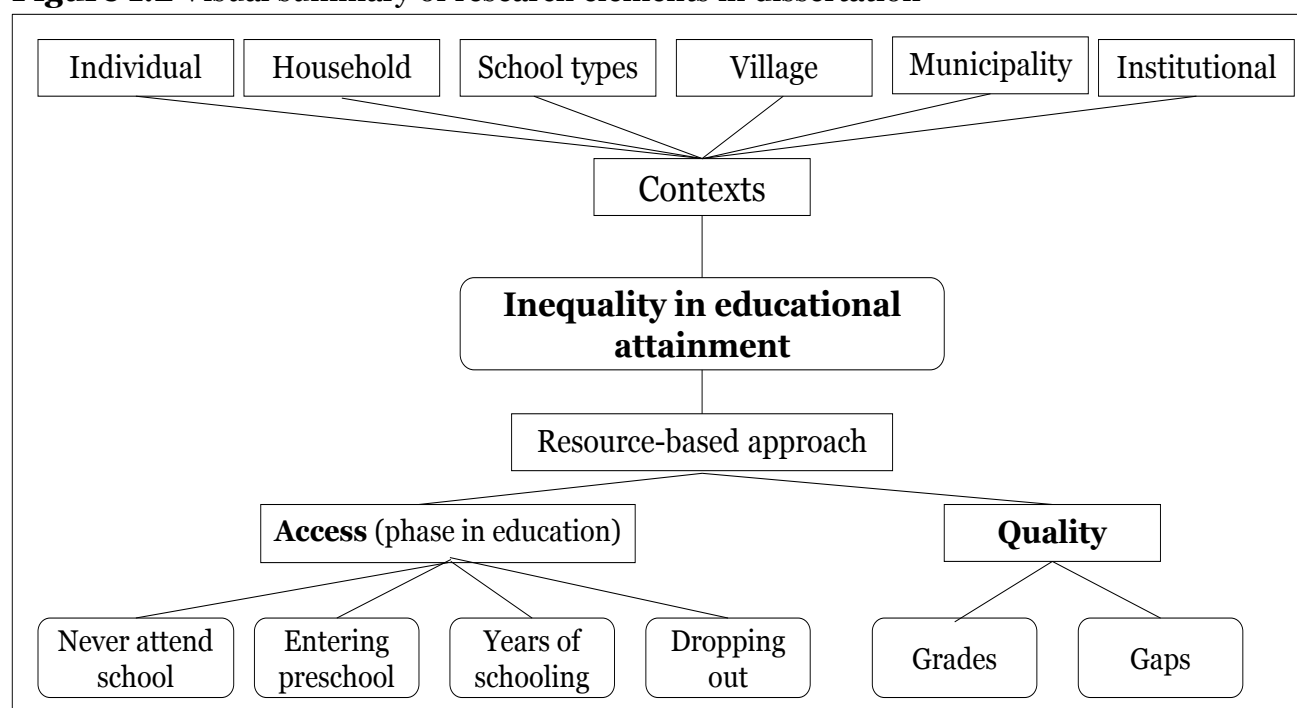 Individual
Household
School types
Village
Municipality
Institutional
Contexts
Inequality in educational
attainment
Resource-based approach
Access (phase in education)
Quality
Never attend
school
Entering
preschool
Years of
schooling
Dropping
out
Grades
Gaps